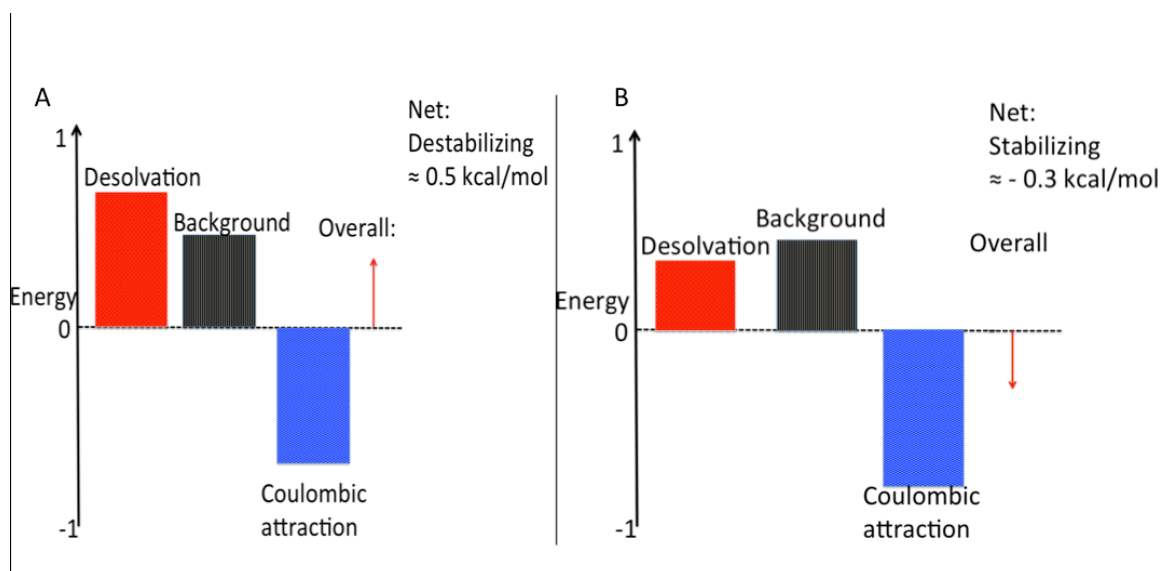 A
Net:
Destabilizing
≈ 0.5 kcal/mol
1
Desolvation
Background
Overall:
Energy
0
Coulombic
attraction
-1
B
Net:
Stabilizing
≈ - 0.3 kcal/mol
1
Background
Desolvation
Overall
Energy
0
Coulombic
attraction
-1